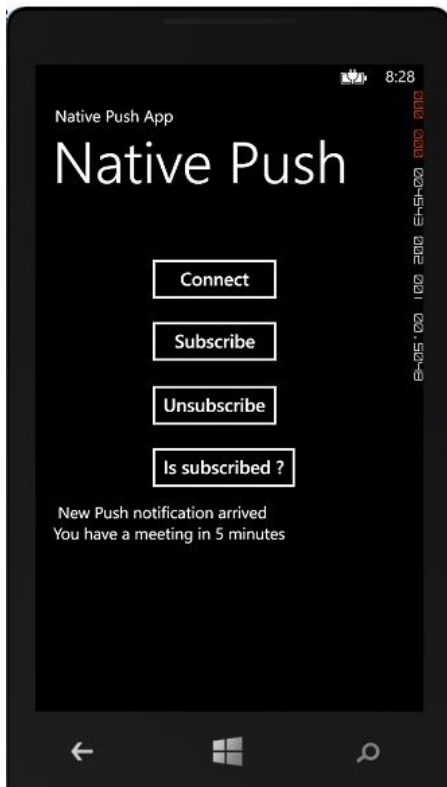 8:28
Native Push App
Native Push
Connect
Subscribe
Unsubscribe
Is subscribed ?
New Push notification arrived
You have a meeting in 5 minutes